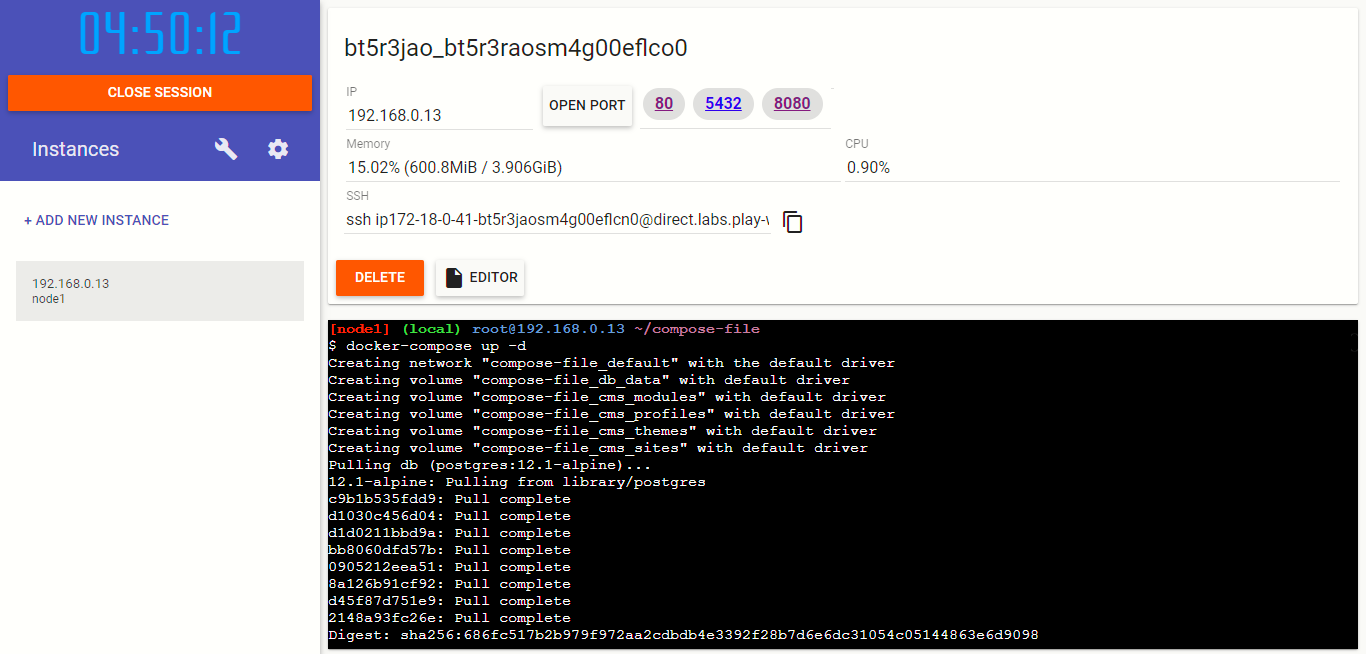 04:50:12
CLOSE SESSION
Instances
+ ADD NEW INSTANCE
192.168.0.13
node1
bt5r3jao_bt5r3raosm4g00eflco0
IP
192.168.0.13
OPEN PORT
80 5432 8080
Memory
15.02% (600.8MiB / 3.906GiB)
CPU
0.90%
SSH
ssh ip172-18-0-41-bt5r3jaosm4g00eflcn0@direct.labs.play-w
DELETE
EDITOR
[node1] (local) root@192.168.0.13 ~/compose-file
$ docker-compose up -d
Creating network "compose-file_default" with the default driver
Creating volume "compose-file_db_data" with default driver
Creating volume "compose-file_cms_modules" with default driver
Creating volume "compose-file_cms_profiles" with default driver
Creating volume "compose-file_cms_themes" with default driver
Creating volume "compose-file_cms_sites" with default driver
Pulling db (postgres:12.1-alpine)...
12.1-alpine: Pulling from library/postgres
c9b1b535fdd9: Pull complete
d1030c456d04: Pull complete
d1d0211bbd9a: Pull complete
bb8060dfd57b: Pull complete
0905212eea51: Pull complete
8a126b91cf92: Pull complete
d45f87d751e9: Pull complete
2148a93fc26e: Pull complete
Digest: sha256:686fc517b2b979f972aa2cdbdb4e3392f28b7d6e6dc31054c05144863e6d9098